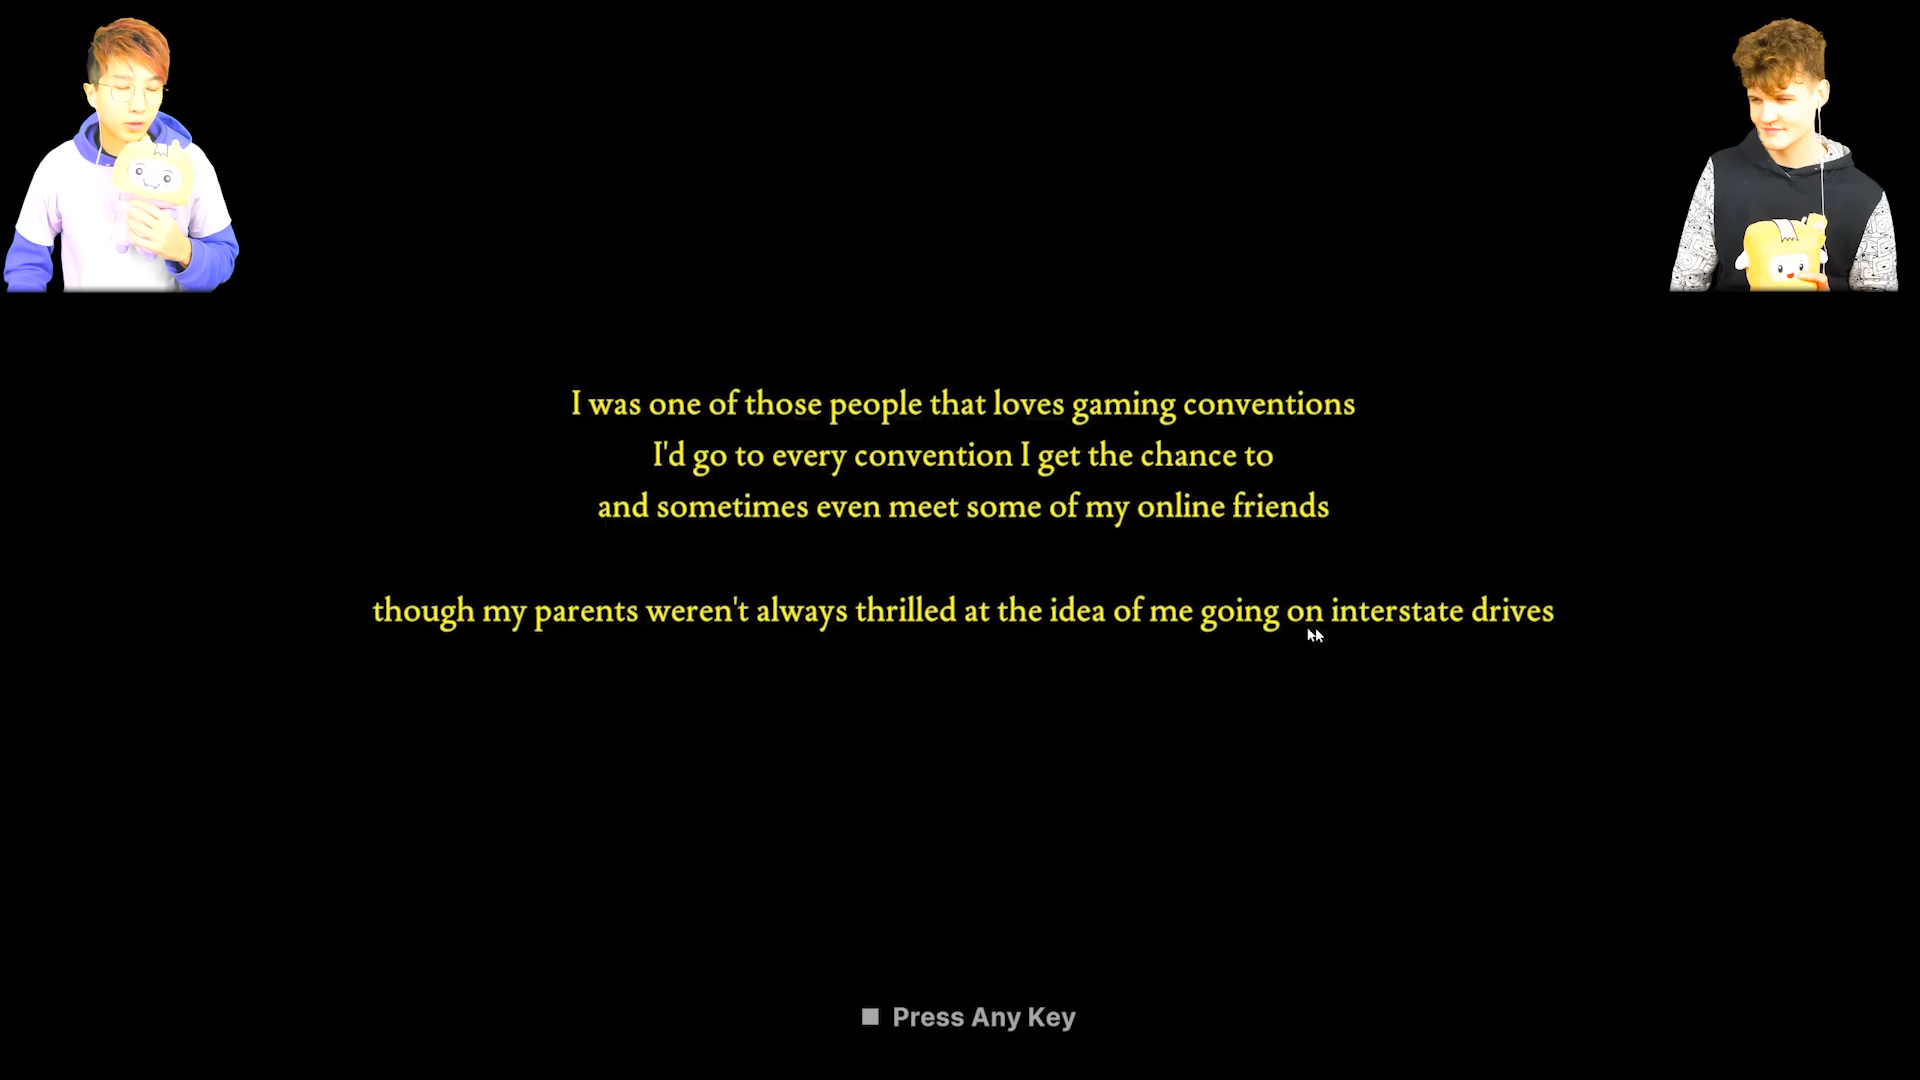 I was one of those people that loves gaming conventions
I'd go to every convention I get the chance to
and sometimes even meet some of my online friends
though my parents weren't always thrilled at the idea of me going on interstate drives
Press Any Key